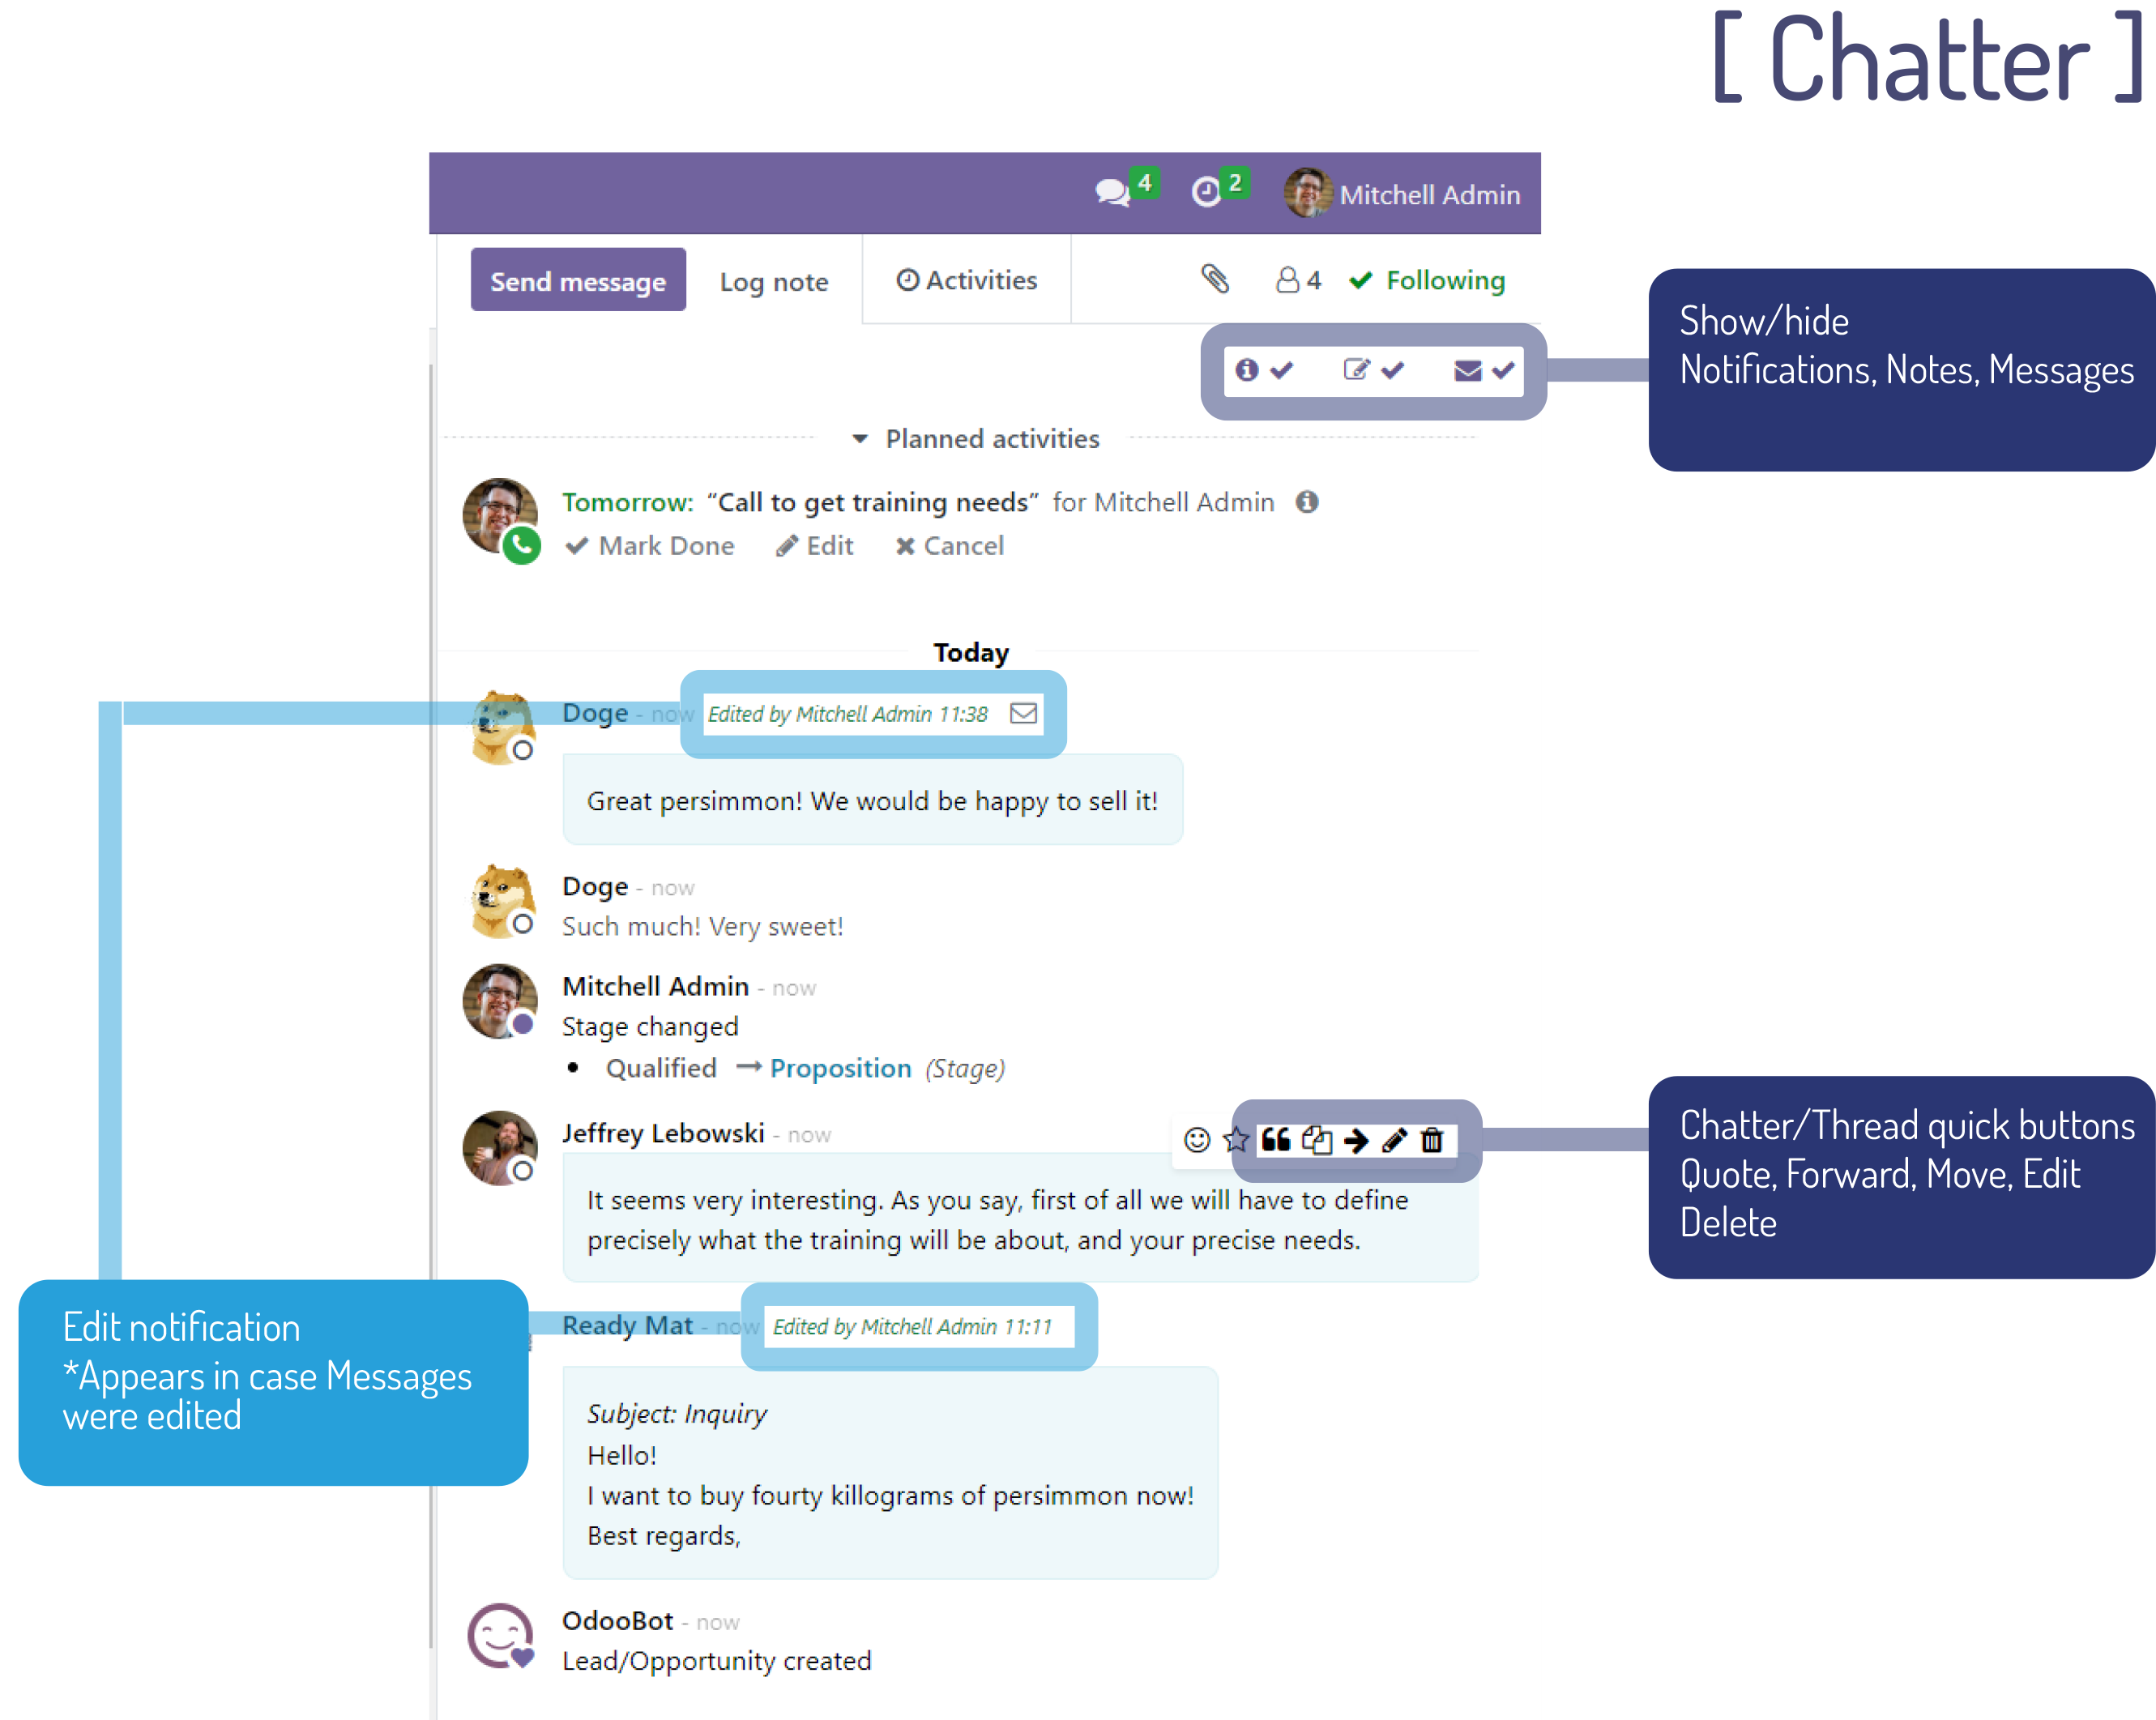 [ Chatter ]
4 2 Mitchell Admin
Send message Log note Activities 4 Following
Show/hide
Notifications, Notes, Messages
Planned activities
Tomorrow: “Call to get training needs” for Mitchell Admin
Mark Done Edit Cancel
Today
Doge - now Edited by Mitchell Admin 11:38
Great persimmon! We would be happy to sell it!
Doge - now
Such much! Very sweet!
Mitchell Admin - now
Stage changed
• Qualified → Proposition (Stage)
Jeffrey Lebowski - now
It seems very interesting. As you say, first of all we will have to define
precisely what the training will be about, and your precise needs.
Chatter/Thread quick buttons
Quote, Forward, Move, Edit
Delete
Edit notification
*Appears in case Messages
were edited
Ready Mat - now Edited by Mitchell Admin 11:11
Subject: Inquiry
Hello!
I want to buy fourty killograms of persimmon now!
Best regards,
OdooBot - now
Lead/Opportunity created